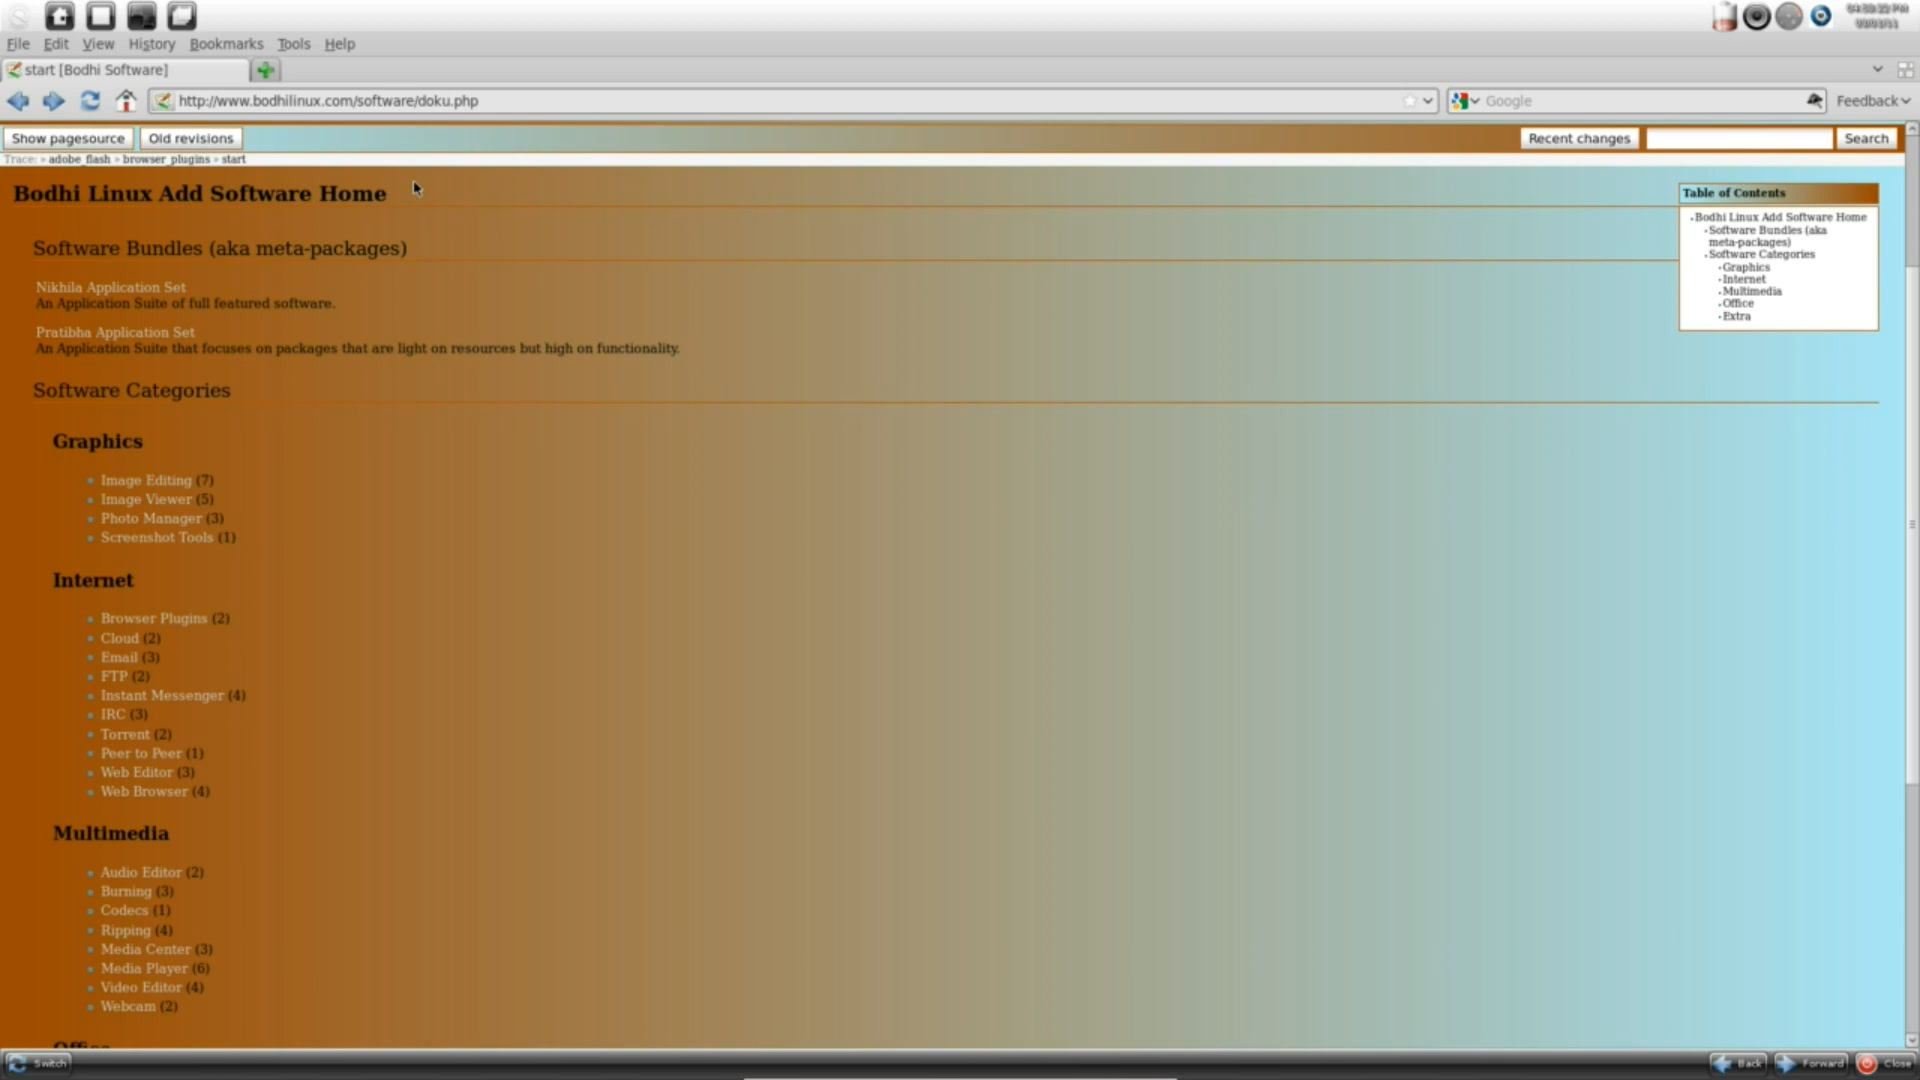 File Edit View History Bookmarks Tools Help
start [Bodhi Software]
http://www.bodhilinux.com/software/doku.php
Google
Feedback
Show pagesource
Old revisions
Recent changes
Search
Trace: » adobe_flash » browser_plugins » start
Bodhi Linux Add Software Home
Software Bundles (aka meta-packages)
Nikhila Application Set
An Application Suite of full featured software.
Pratibha Application Set
An Application Suite that focuses on packages that are light on resources but high on functionality.
Software Categories
Graphics
Image Editing (7)
Image Viewer (5)
Photo Manager (3)
Screenshot Tools (1)
Internet
Browser Plugins (2)
Cloud (2)
Email (3)
FTP (2)
Instant Messenger (4)
IRC (3)
Torrent (2)
Peer to Peer (1)
Web Editor (3)
Web Browser (4)
Multimedia
Audio Editor (2)
Burning (3)
Codecs (1)
Ripping (4)
Media Center (3)
Media Player (6)
Video Editor (4)
Webcam (2)
Table of Contents
Bodhi Linux Add Software Home
Software Bundles (aka
meta-packages)
Software Categories
Graphics
Internet
Multimedia
Office
Extra
Switch
Back
Forward
Close